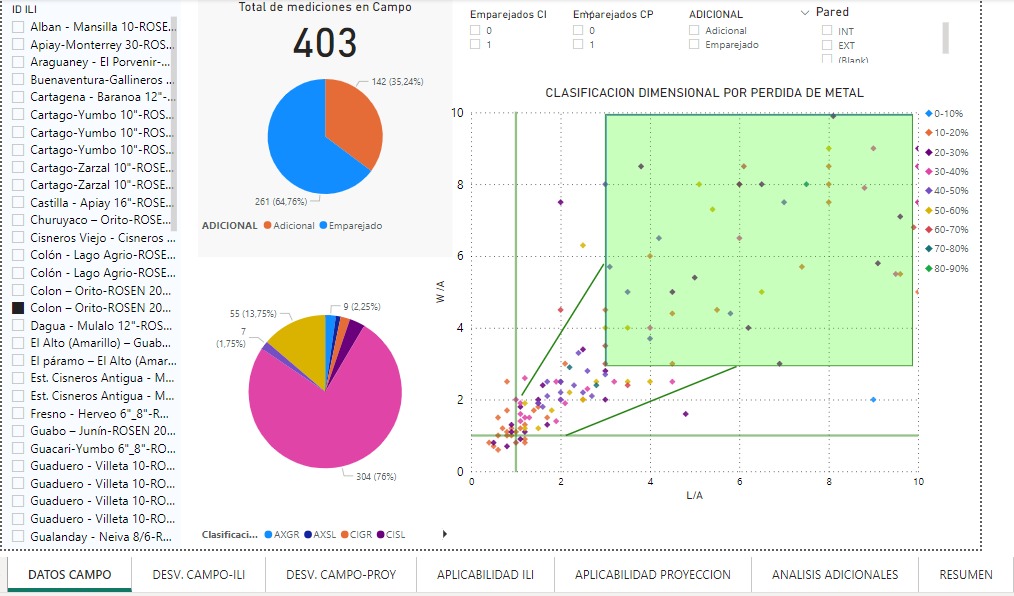 ID ILI
Alban - Mansilla 10-ROSE...
Apiay-Monterrey 30-ROS...
Araguaney - El Porvenir-...
Buenaventura-Gallineros ...
Cartagena - Baranoa 12"-...
Cartago-Yumbo 10"-ROS...
Cartago-Yumbo 10"-ROS...
Cartago-Yumbo 10"-ROS...
Cartago-Zarzal 10"-ROSE...
Cartago-Zarzal 10"-ROSE...
Castilla - Apiay 16"-ROSE...
Churuyaco – Orito-ROSE...
Cisneros Viejo - Cisneros ...
Colón - Lago Agrio-ROSE...
Colón - Lago Agrio-ROSE...
Colon – Orito-ROSEN 20...
Colon – Orito-ROSEN 20...
Dagua - Mulalo 12"-ROS...
El Alto (Amarillo) – Guab...
El páramo – El Alto (Amar...
Est. Cisneros Antigua - M...
Est. Cisneros Antigua - M...
Fresno - Herveo 6"_8"-R...
Guabo – Junín-ROSEN 20...
Guacari-Yumbo 6"_8"-RO...
Guaduero - Villeta 10-RO...
Guaduero - Villeta 10-RO...
Guaduero - Villeta 10-RO...
Guaduero - Villeta 10-RO...
Gualanday - Neiva 8/6-R...
Total de mediciones en Campo
403
142 (35.24%)
261 (64,76%)
ADICIONAL Adicional Emparejado
9 (2,25%)
55 (13,75%)
7
(1,75%)
304 (76%)
Clasificaci... AXGR AXSL CIGR CISL
Emparejados CI
0
1
Emparejados CP
0
1
ADICIONAL
Adicional
Emparejado
Pared
INT
EXT
(Blank)
CLASIFICACION DIMENSIONAL POR PERDIDA DE METAL
10
8
6
4
2
0
W /A
0 2 4 6 8 10
L/A
0-10%
10-20%
20-30%
30-40%
40-50%
50-60%
60-70%
70-80%
80-90%
DATOS CAMPO
DESV. CAMPO-ILI
DESV. CAMPO-PROY
APLICABILIDAD ILI
APLICABILIDAD PROYECCION
ANALISIS ADICIONALES
RESUMEN